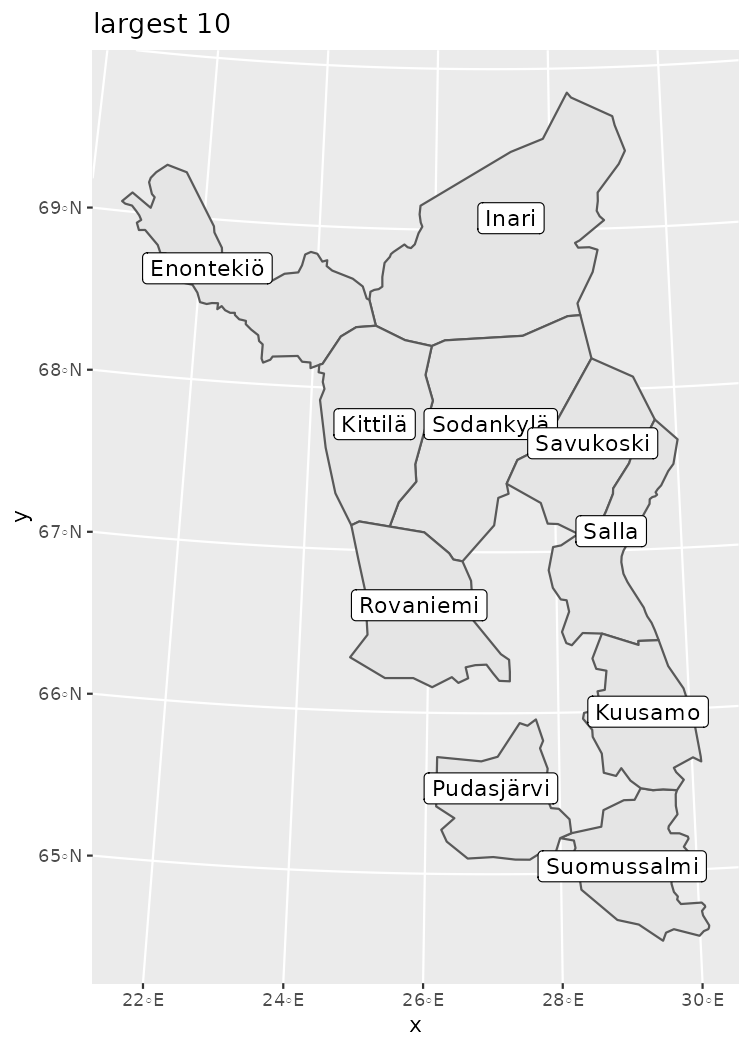 largest 10
69°N
68°N
67°N
66°N
65°N
y
Inari
Enontekiö
Kittilä
Sodankylä
Savukoski
Salla
Rovaniemi
Kuusamo
Pudasjärvi
Suomussalmi
22°E
24°E
26°E
28°E
30°E
x